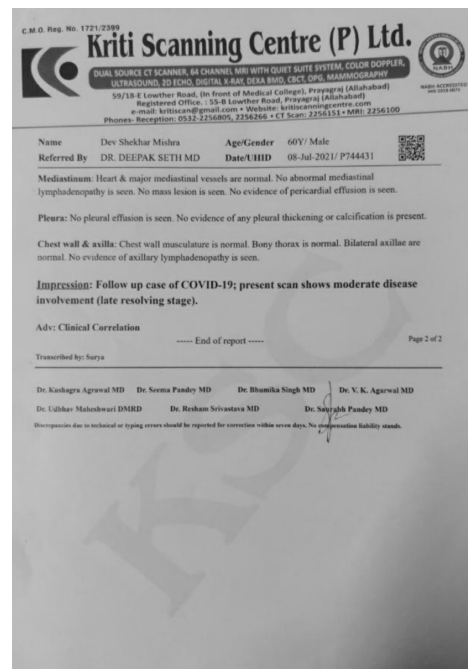 C.M.O. Reg. No. 1721/2399
Kriti Scanning Centre (P) Ltd.
DUAL SOURCE CT SCANNER, 64 CHANNEL MRI WITH QUIET SUITE SYSTEM, COLOR DOPPLER,
ULTRASOUND, 2D ECHO, DIGITAL X-RAY, DEXA BMD, CBCT, OPG, MAMMOGRAPHY
NABH
NABH ACCREDITED
59/18-E Lowther Road, (In front of Medical College), Prayagraj (Allahabad)
Registered Office. : 55-B Lowther Road, Prayagraj (Allahabad)
e-mail: kritiscan@gmail.com • Website: kritiscanningcentre.com
Phones- Reception: 0532-2256805, 2256266 • CT Scan: 2256151 • MRI: 2256100
Name Dev Shekhar Mishra Age/Gender 60Y/ Male
Referred By DR. DEEPAK SETH MD Date/UHID 08-Jul-2021/ P744431
Mediastinum: Heart & major mediastinal vessels are normal. No abnormal mediastinal
lymphadenopathy is seen. No mass lesion is seen. No evidence of pericardial effusion is seen.
Pleura: No pleural effusion is seen. No evidence of any pleural thickening or calcification is present.
Chest wall & axilla: Chest wall musculature is normal. Bony thorax is normal. Bilateral axillae are
normal. No evidence of axillary lymphadenopathy is seen.
Impression: Follow up case of COVID-19; present scan shows moderate disease
involvement (late resolving stage).
Adv: Clinical Correlation
----- End of report -----
Page 2 of 2
Transcribed by: Surya
Dr. Kushagra Agrawal MD Dr. Seema Pandey MD Dr. Bhumika Singh MD Dr. V. K. Agarwal MD
Dr. Udbhav Maheshwari DMRD Dr. Resham Srivastava MD Dr. Saurabh Pandey MD
Discrepancies due to technical or typing errors should be reported for correction within seven days. No compensation liability stands.
KSC